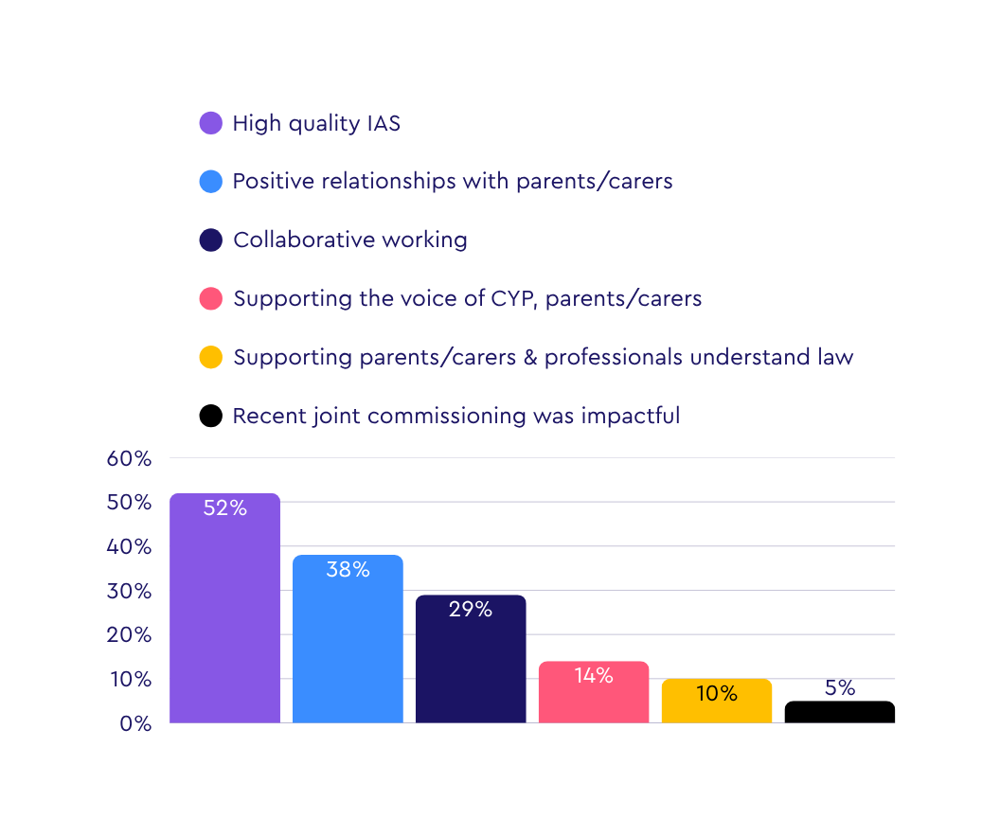 High quality IAS
Positive relationships with parents/carers
Collaborative working
Supporting the voice of CYP, parents/carers
Supporting parents/carers & professionals understand law
Recent joint commissioning was impactful
60%
50%
40%
30%
20%
10%
0%
52%
38%
29%
14%
10%
5%